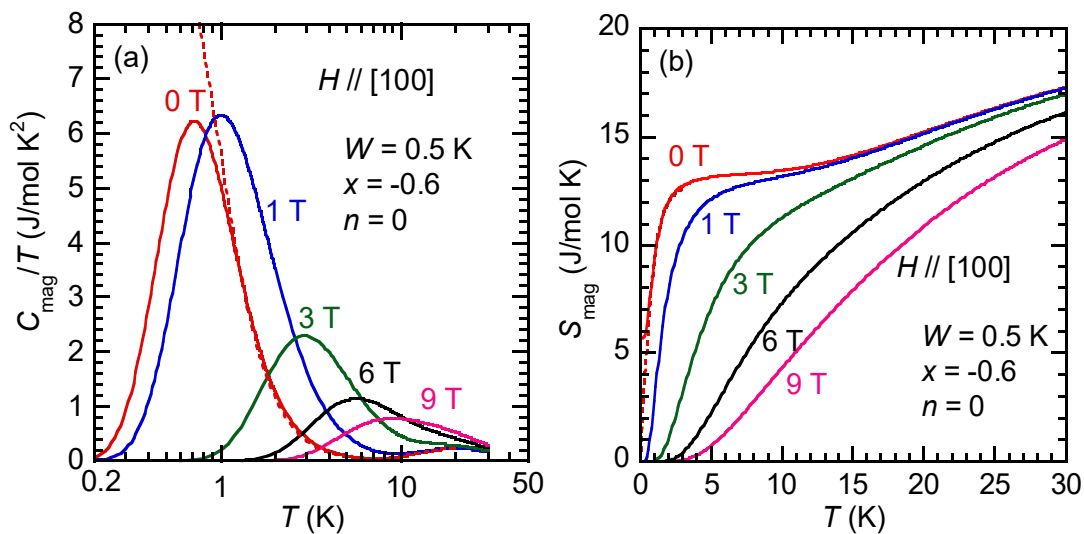 (a)
H // [100]
W = 0.5 K
x = -0.6
n = 0
0 T
1 T
3 T
6 T
9 T
C_mag/T (J/mol K²)
8
7
6
5
4
3
2
1
0
0.2
1
10
50
T (K)
(b)
H // [100]
W = 0.5 K
x = -0.6
n = 0
0 T
1 T
3 T
6 T
9 T
S_mag (J/mol K)
20
15
10
5
0
0
5
10
15
20
25
30
T (K)